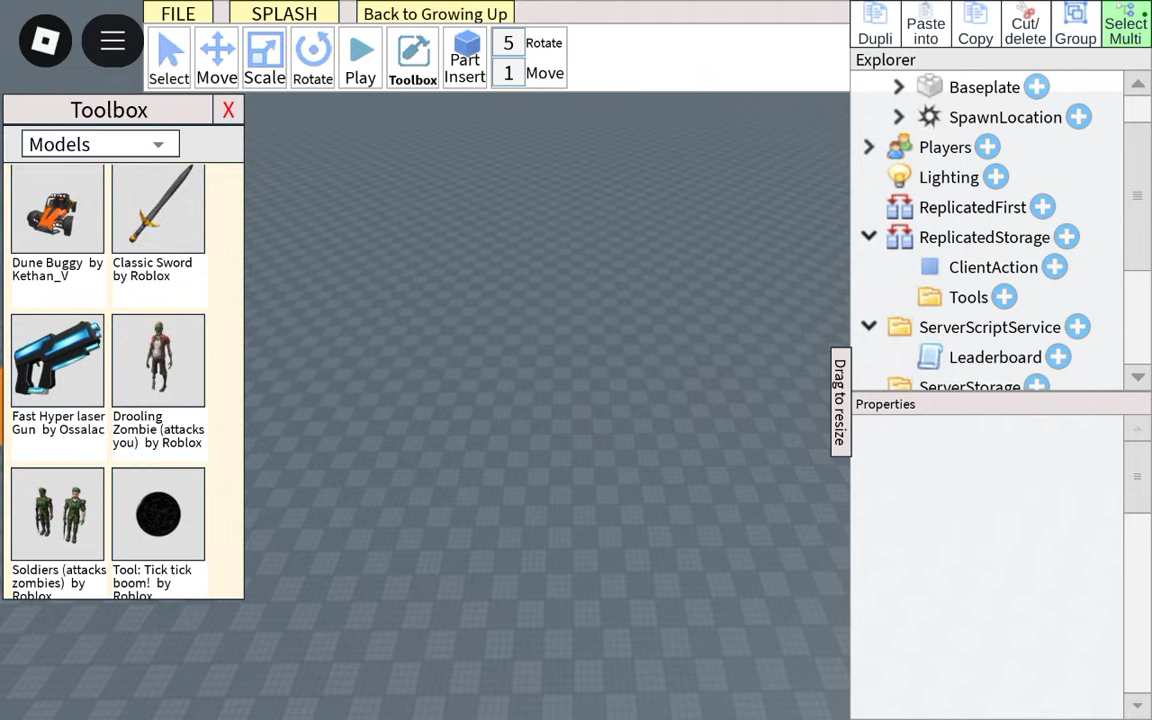 FILE
SPLASH
Back to Growing Up
Select
Move
Scale
Rotate
Play
Toolbox
Part
Insert
5 Rotate
1 Move
Dupli
Paste
into
Copy
Cut/
delete
Group
Select
Multi
Explorer
Baseplate
SpawnLocation
Players
Lighting
ReplicatedFirst
ReplicatedStorage
ClientAction
Tools
ServerScriptService
Leaderboard
ServerStorage
Drag to resize
Properties
Toolbox X
Models
Dune Buggy by
Kethan_V
Classic Sword
by Roblox
Fast Hyper laser
Gun by Ossalac
Drooling
Zombie (attacks
you) by Roblox
Soldiers (attacks
zombies) by
Roblox
Tool: Tick tick
boom! by
Roblox